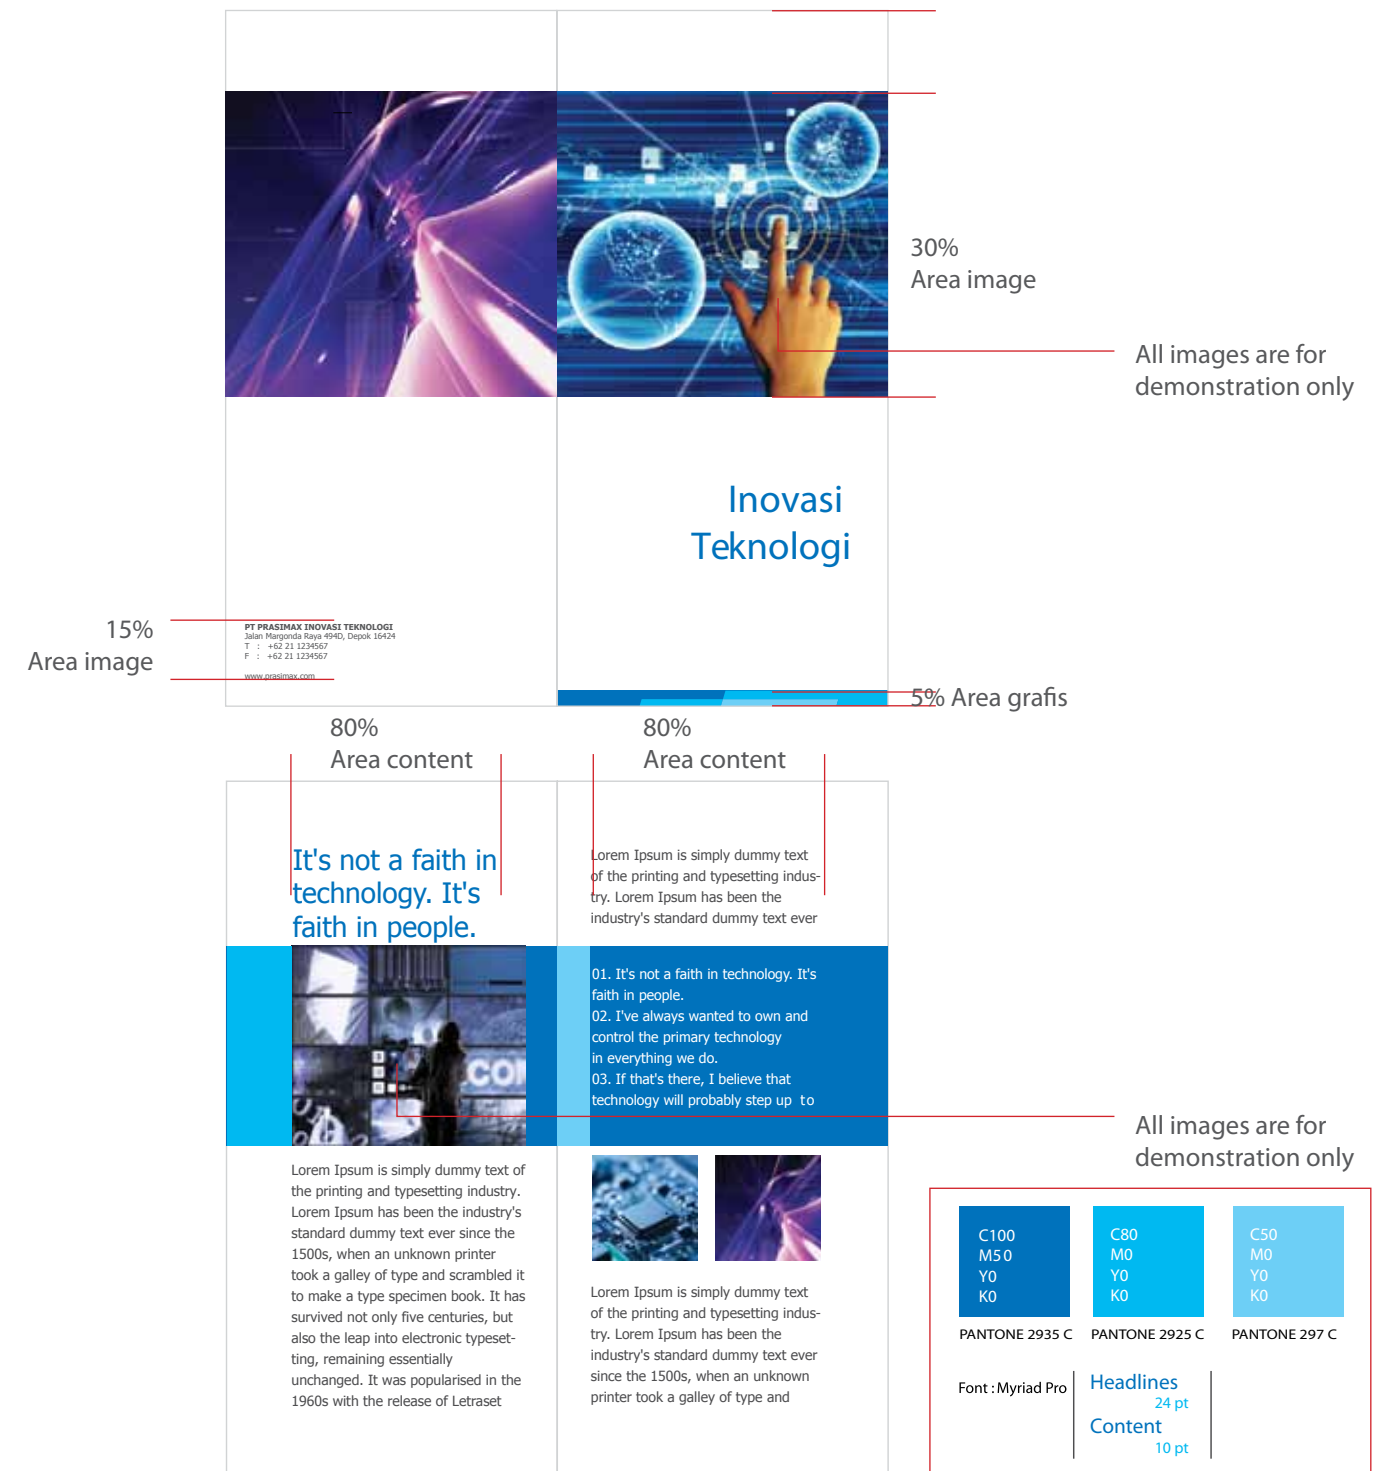 30%
Area image
All images are for
demonstration only
Inovasi
Teknologi
15%
Area image
PT PRASIMAX INOVASI TEKNOLOGI
Jalan Margonda Raya 494D, Depok 16424
T : +62 21 1234567
F : +62 21 1234567
www.prasimax.com
5% Area grafis
80%
Area content
80%
Area content
It's not a faith in
technology. It's
faith in people.
Lorem Ipsum is simply dummy text of
the printing and typesetting industry.
Lorem Ipsum has been the industry's
standard dummy text ever since the
1500s, when an unknown printer
took a galley of type and scrambled it
to make a type specimen book. It has
survived not only five centuries, but
also the leap into electronic typeset-
ting, remaining essentially
unchanged. It was popularised in the
1960s with the release of Letraset
Lorem Ipsum is simply dummy text
of the printing and typesetting indus-
try. Lorem Ipsum has been the
industry's standard dummy text ever
01. It's not a faith in technology. It's
faith in people.
02. I've always wanted to own and
control the primary technology
in everything we do.
03. If that's there, I believe that
technology will probably step up to
CO
Lorem Ipsum is simply dummy text
of the printing and typesetting indus-
try. Lorem Ipsum has been the
industry's standard dummy text ever
since the 1500s, when an unknown
printer took a galley of type and
All images are for
demonstration only
C100
M50
Y0
K0
C80
M0
Y0
K0
C50
M0
Y0
K0
PANTONE 2935 C
PANTONE 2925 C
PANTONE 297 C
Font : Myriad Pro
Headlines
24 pt
Content
10 pt